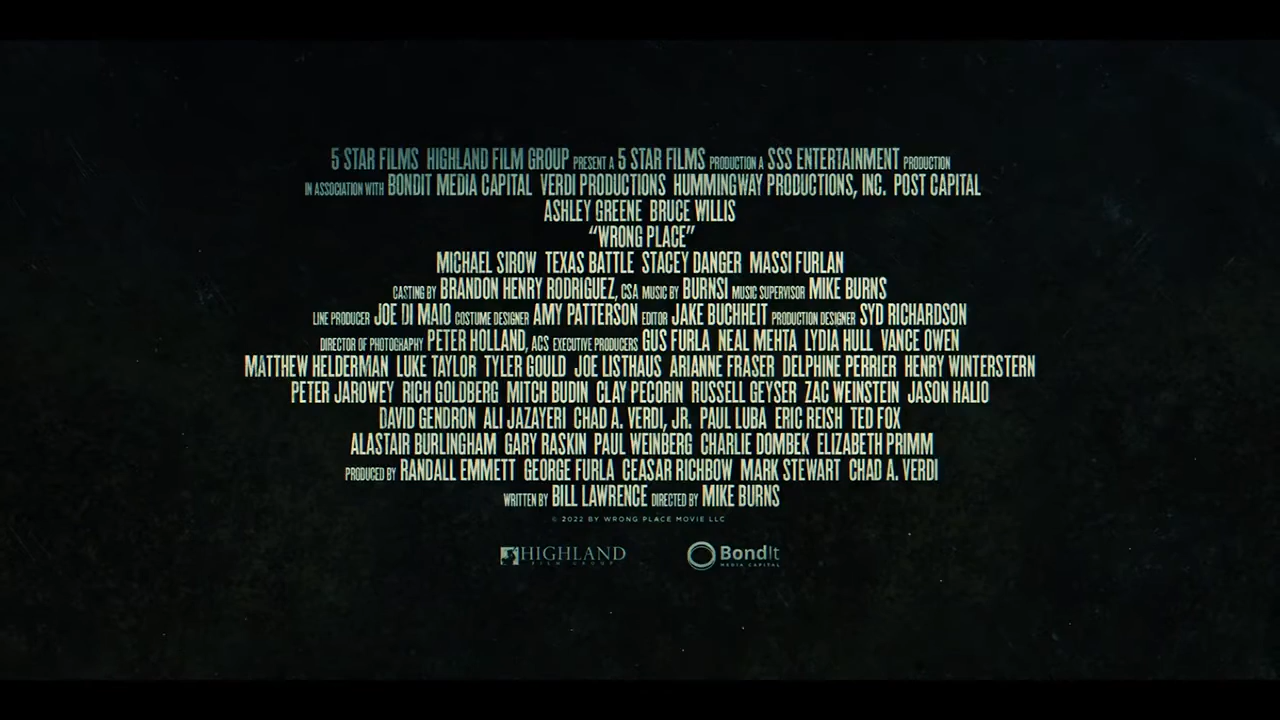 5 STAR FILMS HIGHLAND FILM GROUP PRESENT A 5 STAR FILMS PRODUCTION A SSS ENTERTAINMENT PRODUCTION
IN ASSOCIATION WITH BONDIT MEDIA CAPITAL VERDI PRODUCTIONS HUMMINGWAY PRODUCTIONS, INC. POST CAPITAL
ASHLEY GREENE BRUCE WILLIS
“WRONG PLACE”
MICHAEL SIROW TEXAS BATTLE STACEY DANGER MASSI FURLAN
CASTING BY BRANDON HENRY RODRIGUEZ, CSA MUSIC BY BURNSI MUSIC SUPERVISOR MIKE BURNS
LINE PRODUCER JOE DI MAIO COSTUME DESIGNER AMY PATTERSON EDITOR JAKE BUCHHEIT PRODUCTION DESIGNER SYD RICHARDSON
DIRECTOR OF PHOTOGRAPHY PETER HOLLAND, ACS EXECUTIVE PRODUCERS GUS FURLA NEAL MEHTA LYDIA HULL VANCE OWEN
MATTHEW HELDERMAN LUKE TAYLOR TYLER GOULD JOE LISTHAUS ARIANNE FRASER DELPHINE PERRIER HENRY WINTERSTERN
PETER JAROWEY RICH GOLDBERG MITCH BUDIN CLAY PECORIN RUSSELL GEYSER ZAC WEINSTEIN JASON HALIO
DAVID GENDRON ALI JAZAYERI CHAD A. VERDI, JR. PAUL LUBA ERIC REISH TED FOX
ALASTAIR BURLINGHAM GARY RASKIN PAUL WEINBERG CHARLIE DOMBEK ELIZABETH PRIMM
PRODUCED BY RANDALL EMMETT GEORGE FURLA CEASAR RICHBOW MARK STEWART CHAD A. VERDI
WRITTEN BY BILL LAWRENCE DIRECTED BY MIKE BURNS
© 2022 BY WRONG PLACE MOVIE LLC
HIGHLAND
FILM GROUP
BondIt
MEDIA CAPITAL